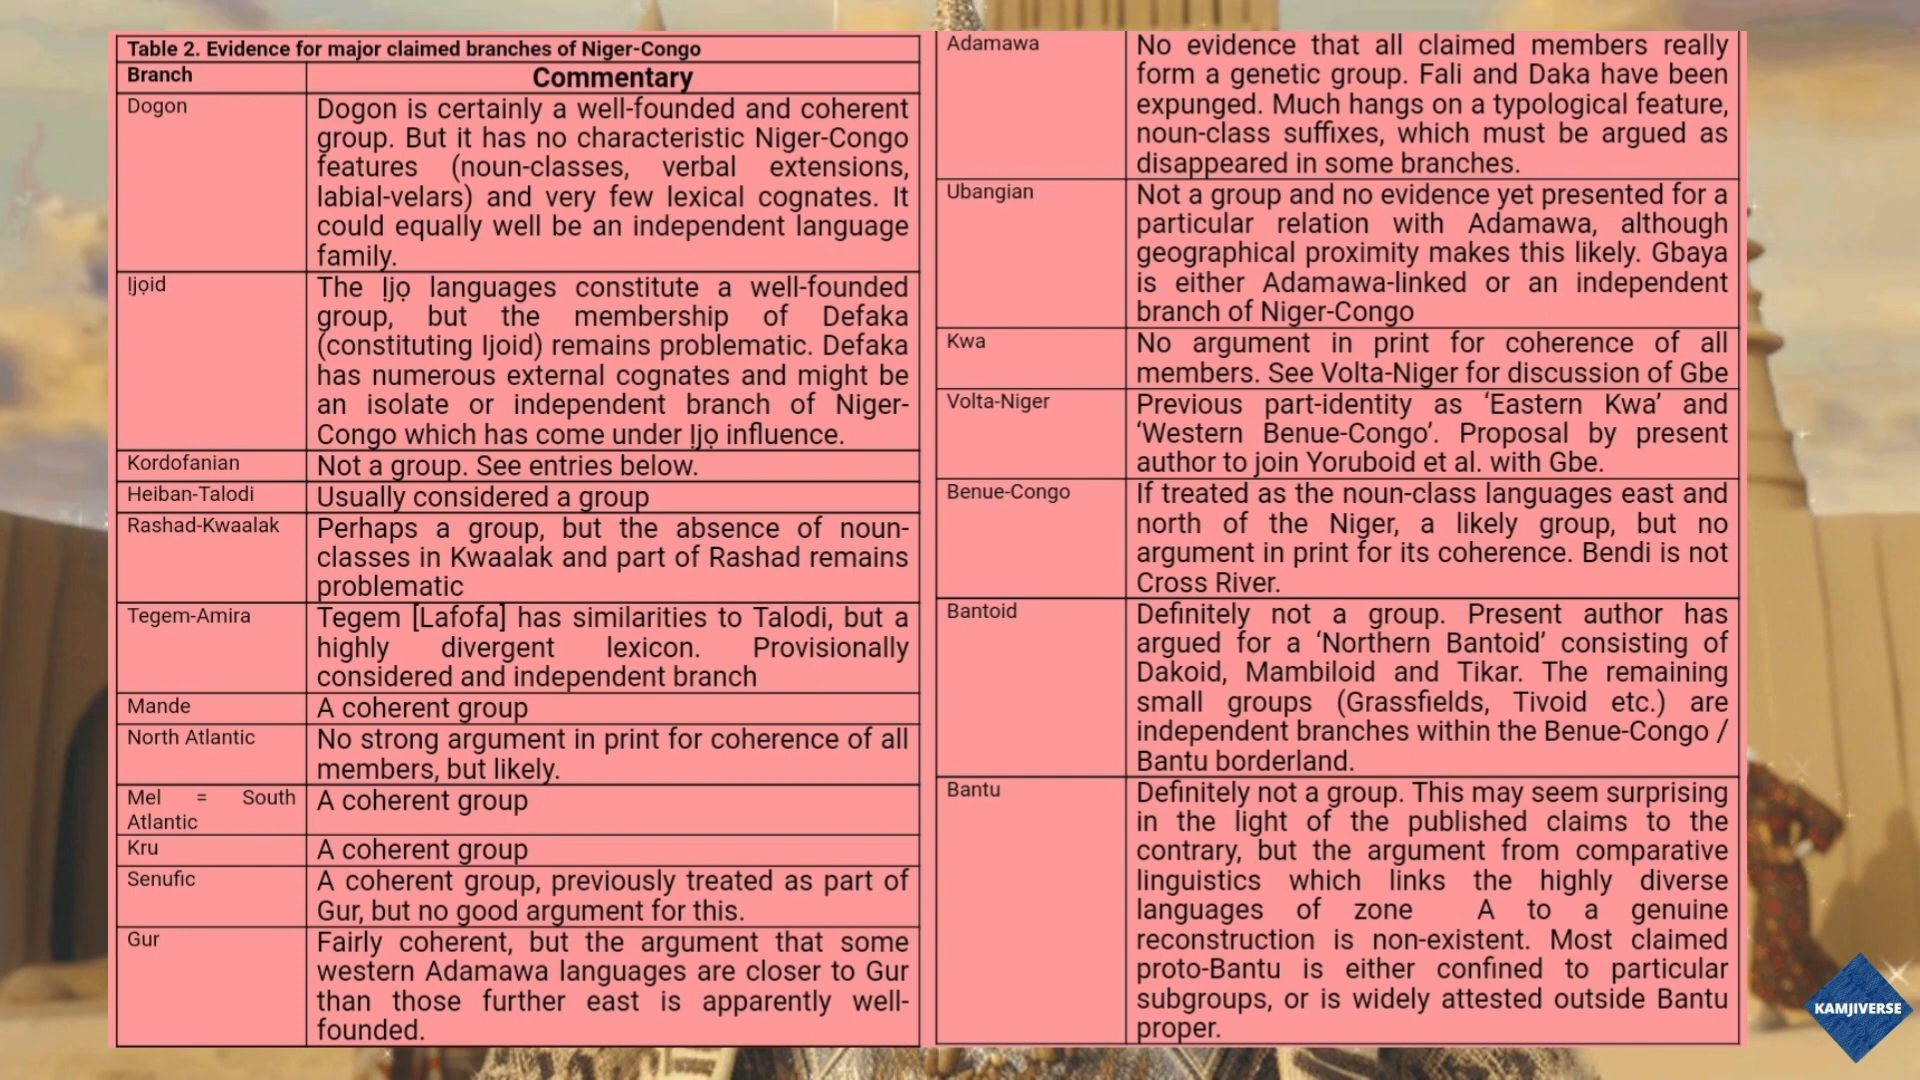 Table 2. Evidence for major claimed branches of Niger-Congo
Branch
Commentary
Dogon
Dogon is certainly a well-founded and coherent
group. But it has no characteristic Niger-Congo
features (noun-classes, verbal extensions,
labial-velars) and very few lexical cognates. It
could equally well be an independent language
family.
Ịjọid
The Ịjọ languages constitute a well-founded
group, but the membership of Defaka
(constituting Ijoid) remains problematic. Defaka
has numerous external cognates and might be
an isolate or independent branch of Niger-
Congo which has come under Ịjọ influence.
Kordofanian
Not a group. See entries below.
Heiban-Talodi
Usually considered a group
Rashad-Kwaalak
Perhaps a group, but the absence of noun-
classes in Kwaalak and part of Rashad remains
problematic
Tegem-Amira
Tegem [Lafofa] has similarities to Talodi, but a
highly divergent lexicon. Provisionally
considered and independent branch
Mande
A coherent group
North Atlantic
No strong argument in print for coherence of all
members, but likely.
Mel = South
Atlantic
A coherent group
Kru
A coherent group
Senufic
A coherent group, previously treated as part of
Gur, but no good argument for this.
Gur
Fairly coherent, but the argument that some
western Adamawa languages are closer to Gur
than those further east is apparently well-
founded.
Adamawa
No evidence that all claimed members really
form a genetic group. Fali and Daka have been
expunged. Much hangs on a typological feature,
noun-class suffixes, which must be argued as
disappeared in some branches.
Ubangian
Not a group and no evidence yet presented for a
particular relation with Adamawa, although
geographical proximity makes this likely. Gbaya
is either Adamawa-linked or an independent
branch of Niger-Congo
Kwa
No argument in print for coherence of all
members. See Volta-Niger for discussion of Gbe
Volta-Niger
Previous part-identity as ‘Eastern Kwa’ and
‘Western Benue-Congo’. Proposal by present
author to join Yoruboid et al. with Gbe.
Benue-Congo
If treated as the noun-class languages east and
north of the Niger, a likely group, but no
argument in print for its coherence. Bendi is not
Cross River.
Bantoid
Definitely not a group. Present author has
argued for a ‘Northern Bantoid’ consisting of
Dakoid, Mambiloid and Tikar. The remaining
small groups (Grassfields, Tivoid etc.) are
independent branches within the Benue-Congo /
Bantu borderland.
Bantu
Definitely not a group. This may seem surprising
in the light of the published claims to the
contrary, but the argument from comparative
linguistics which links the highly diverse
languages of zone A to a genuine
reconstruction is non-existent. Most claimed
proto-Bantu is either confined to particular
subgroups, or is widely attested outside Bantu
proper.
KAMJIVERSE